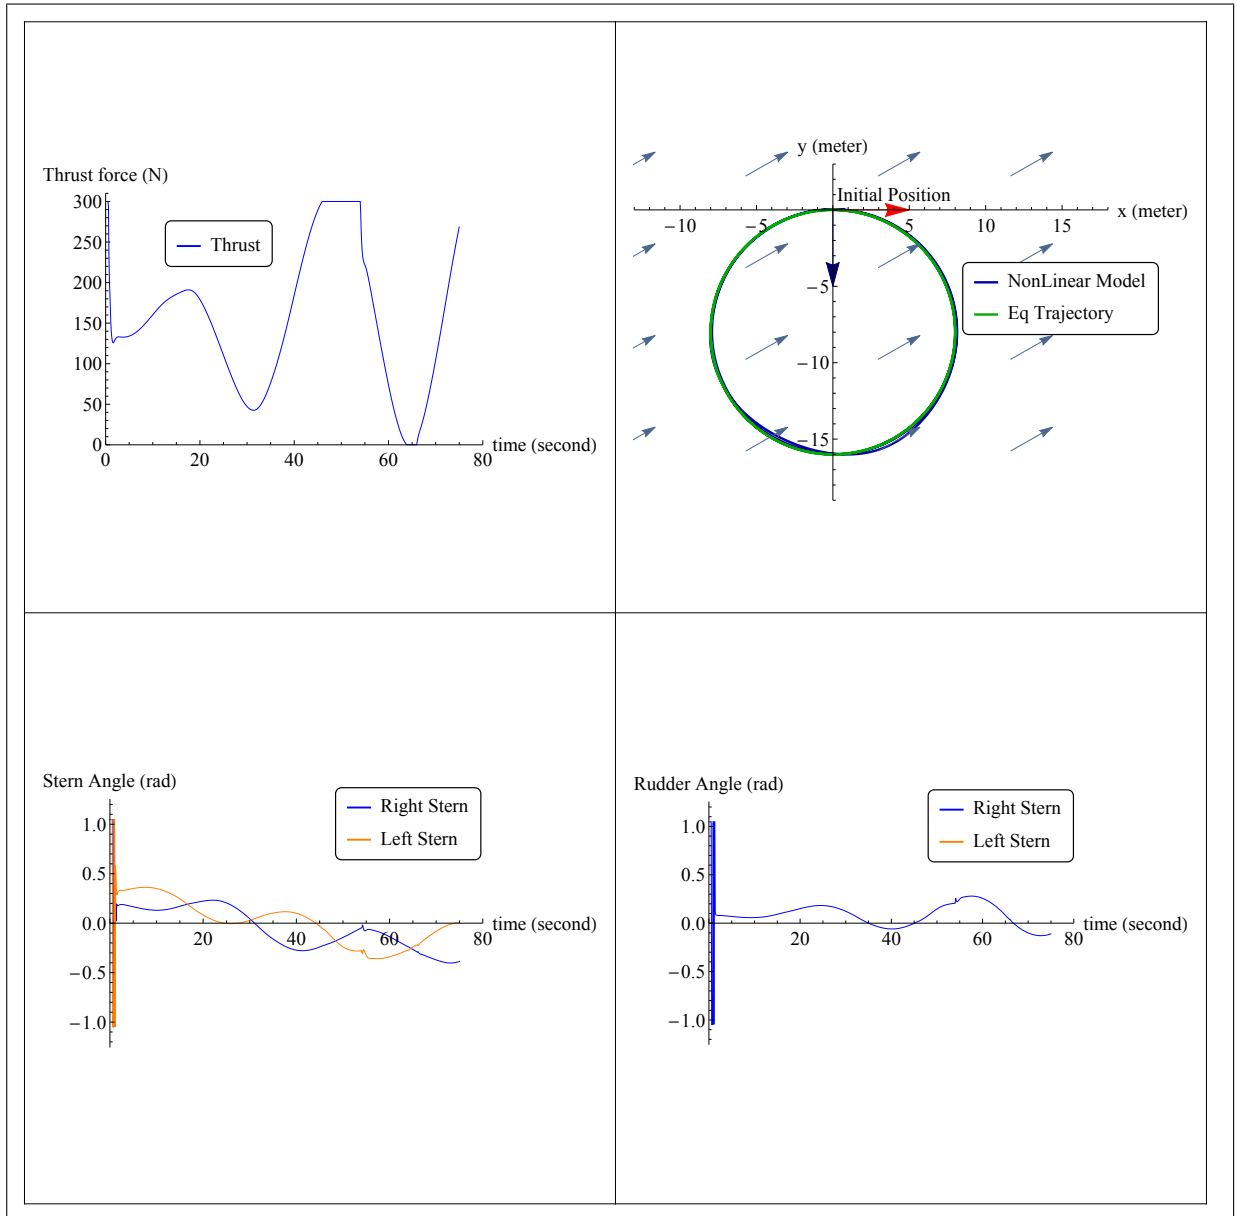 Thrust force (N)
300
250
200
150
100
50
0
0 20 40 60 80
time (second)
Thrust
y (meter)
Initial Position
x (meter)
−10 −5 5 10 15
−5
−10
−15
NonLinear Model
Eq Trajectory
Stern Angle (rad)
1.0
0.5
0.0
−0.5
−1.0
20 40 60 80
time (second)
Right Stern
Left Stern
Rudder Angle (rad)
1.0
0.5
0.0
−0.5
−1.0
20 40 60 80
time (second)
Right Stern
Left Stern